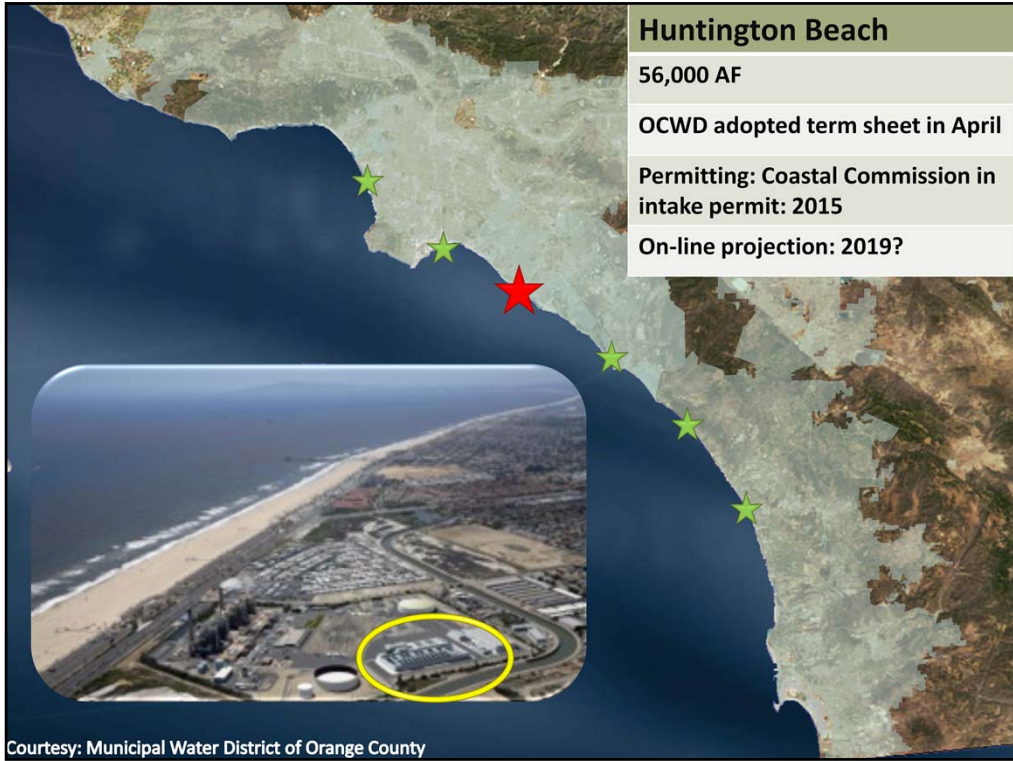 Huntington Beach
56,000 AF
OCWD adopted term sheet in April
Permitting: Coastal Commission in
intake permit: 2015
On-line projection: 2019?
Courtesy: Municipal Water District of Orange County